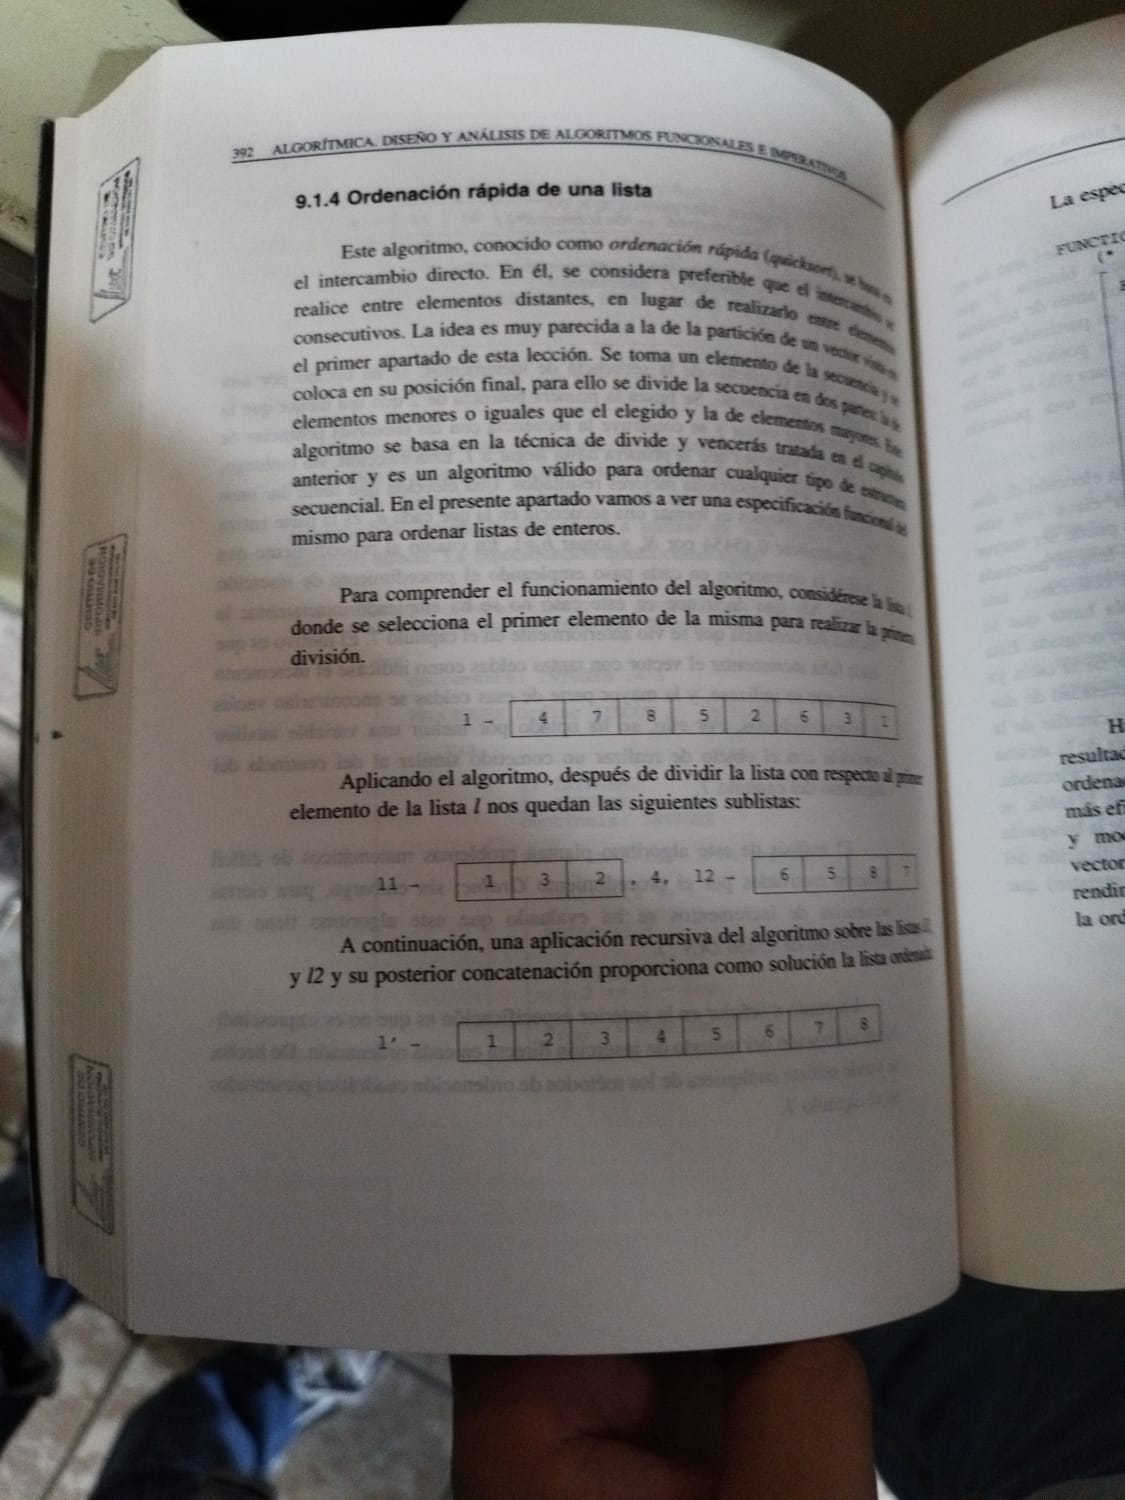 392 ALGORÍTMICA. DISEÑO Y ANÁLISIS DE ALGORITMOS FUNCIONALES E IMPERATIVOS
9.1.4 Ordenación rápida de una lista
Este algoritmo, conocido como ordenación rápida (quicksort), se basa en
el intercambio directo. En él, se considera preferible que el intercambio se
realice entre elementos distantes, en lugar de realizarlo entre elementos
consecutivos. La idea es muy parecida a la de la partición de un vector visto en
el primer apartado de esta lección. Se toma un elemento de la secuencia y se
coloca en su posición final, para ello se divide la secuencia en dos partes: la de
elementos menores o iguales que el elegido y la de elementos mayores. Este
algoritmo se basa en la técnica de divide y vencerás tratada en el capítulo
anterior y es un algoritmo válido para ordenar cualquier tipo de estructura
secuencial. En el presente apartado vamos a ver una especificación funcional del
mismo para ordenar listas de enteros.
Para comprender el funcionamiento del algoritmo, considérese la lista l
donde se selecciona el primer elemento de la misma para realizar la primera
división.
l - 4 7 8 5 2 6 3 1
Aplicando el algoritmo, después de dividir la lista con respecto al primer
elemento de la lista l nos quedan las siguientes sublistas:
l1 - 1 3 2 , 4, l2 - 6 5 8 7
A continuación, una aplicación recursiva del algoritmo sobre las listas l1
y l2 y su posterior concatenación proporciona como solución la lista ordenada:
l' - 1 2 3 4 5 6 7 8
La espec
FUNCTIO
(*
H
resultad
ordena
más ef
y mo
vector
rendir
la ord